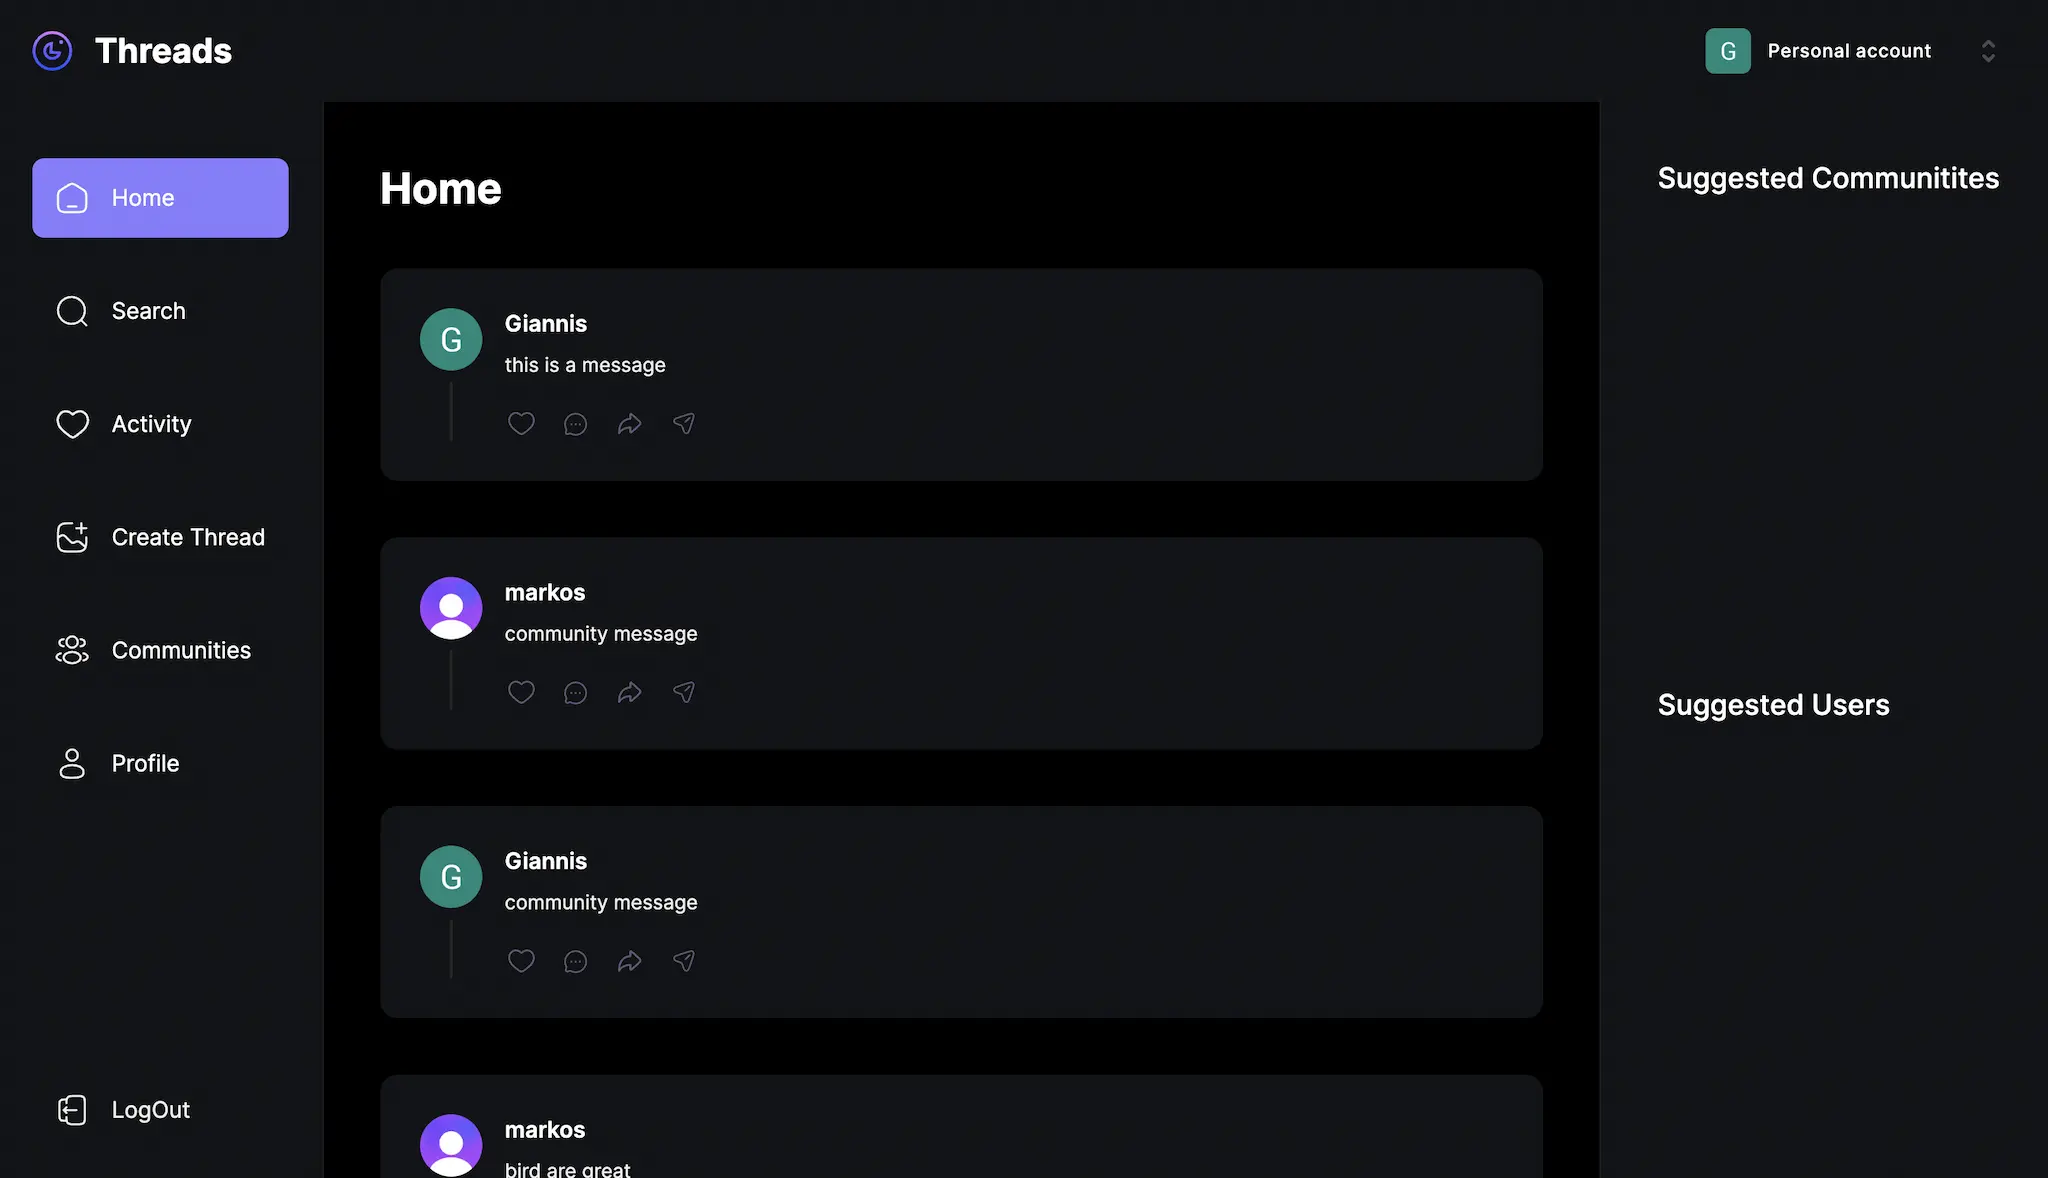 Threads
G Personal account
Home
Search
Activity
Create Thread
Communities
Profile
LogOut
Home
G
Giannis
this is a message
markos
community message
G
Giannis
community message
markos
bird are great
Suggested Communitites
Suggested Users